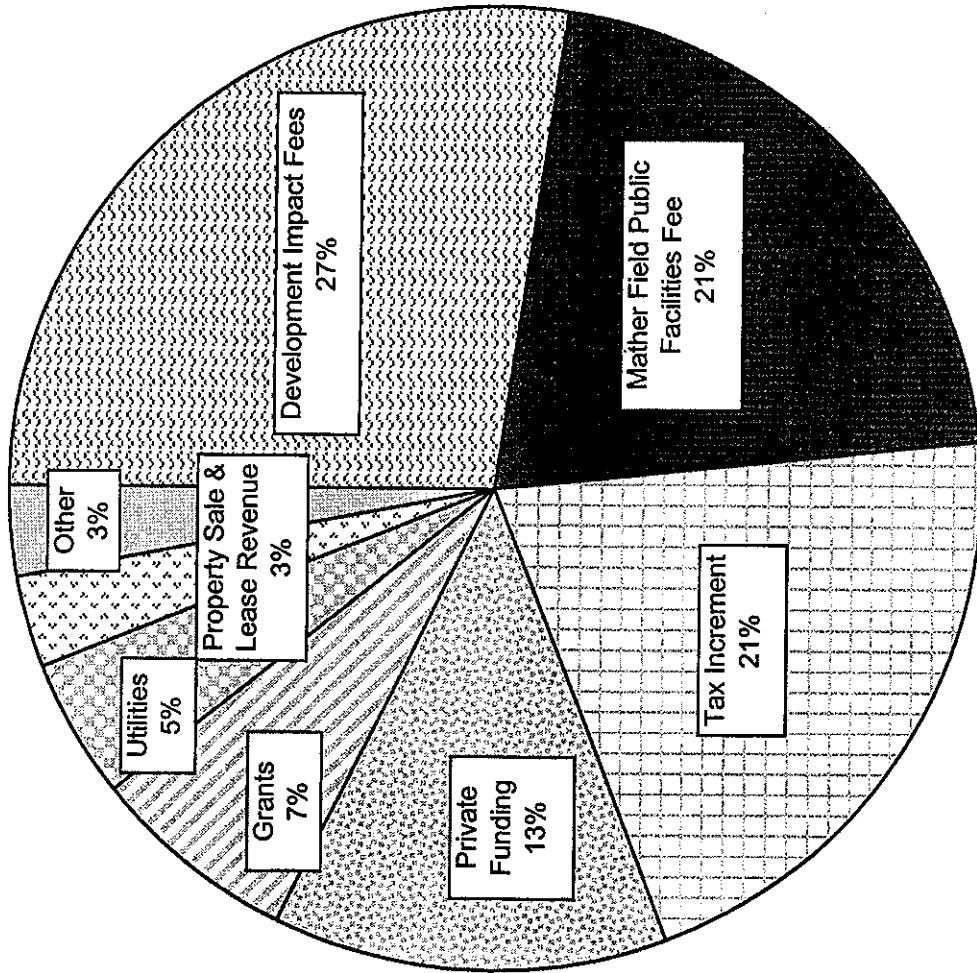 Other
3%
Development Impact Fees
27%
Property Sale &
Lease Revenue
3%
Utilities
5%
Grants
7%
Mather Field Public
Facilities Fee
21%
Private
Funding
13%
Tax Increment
21%